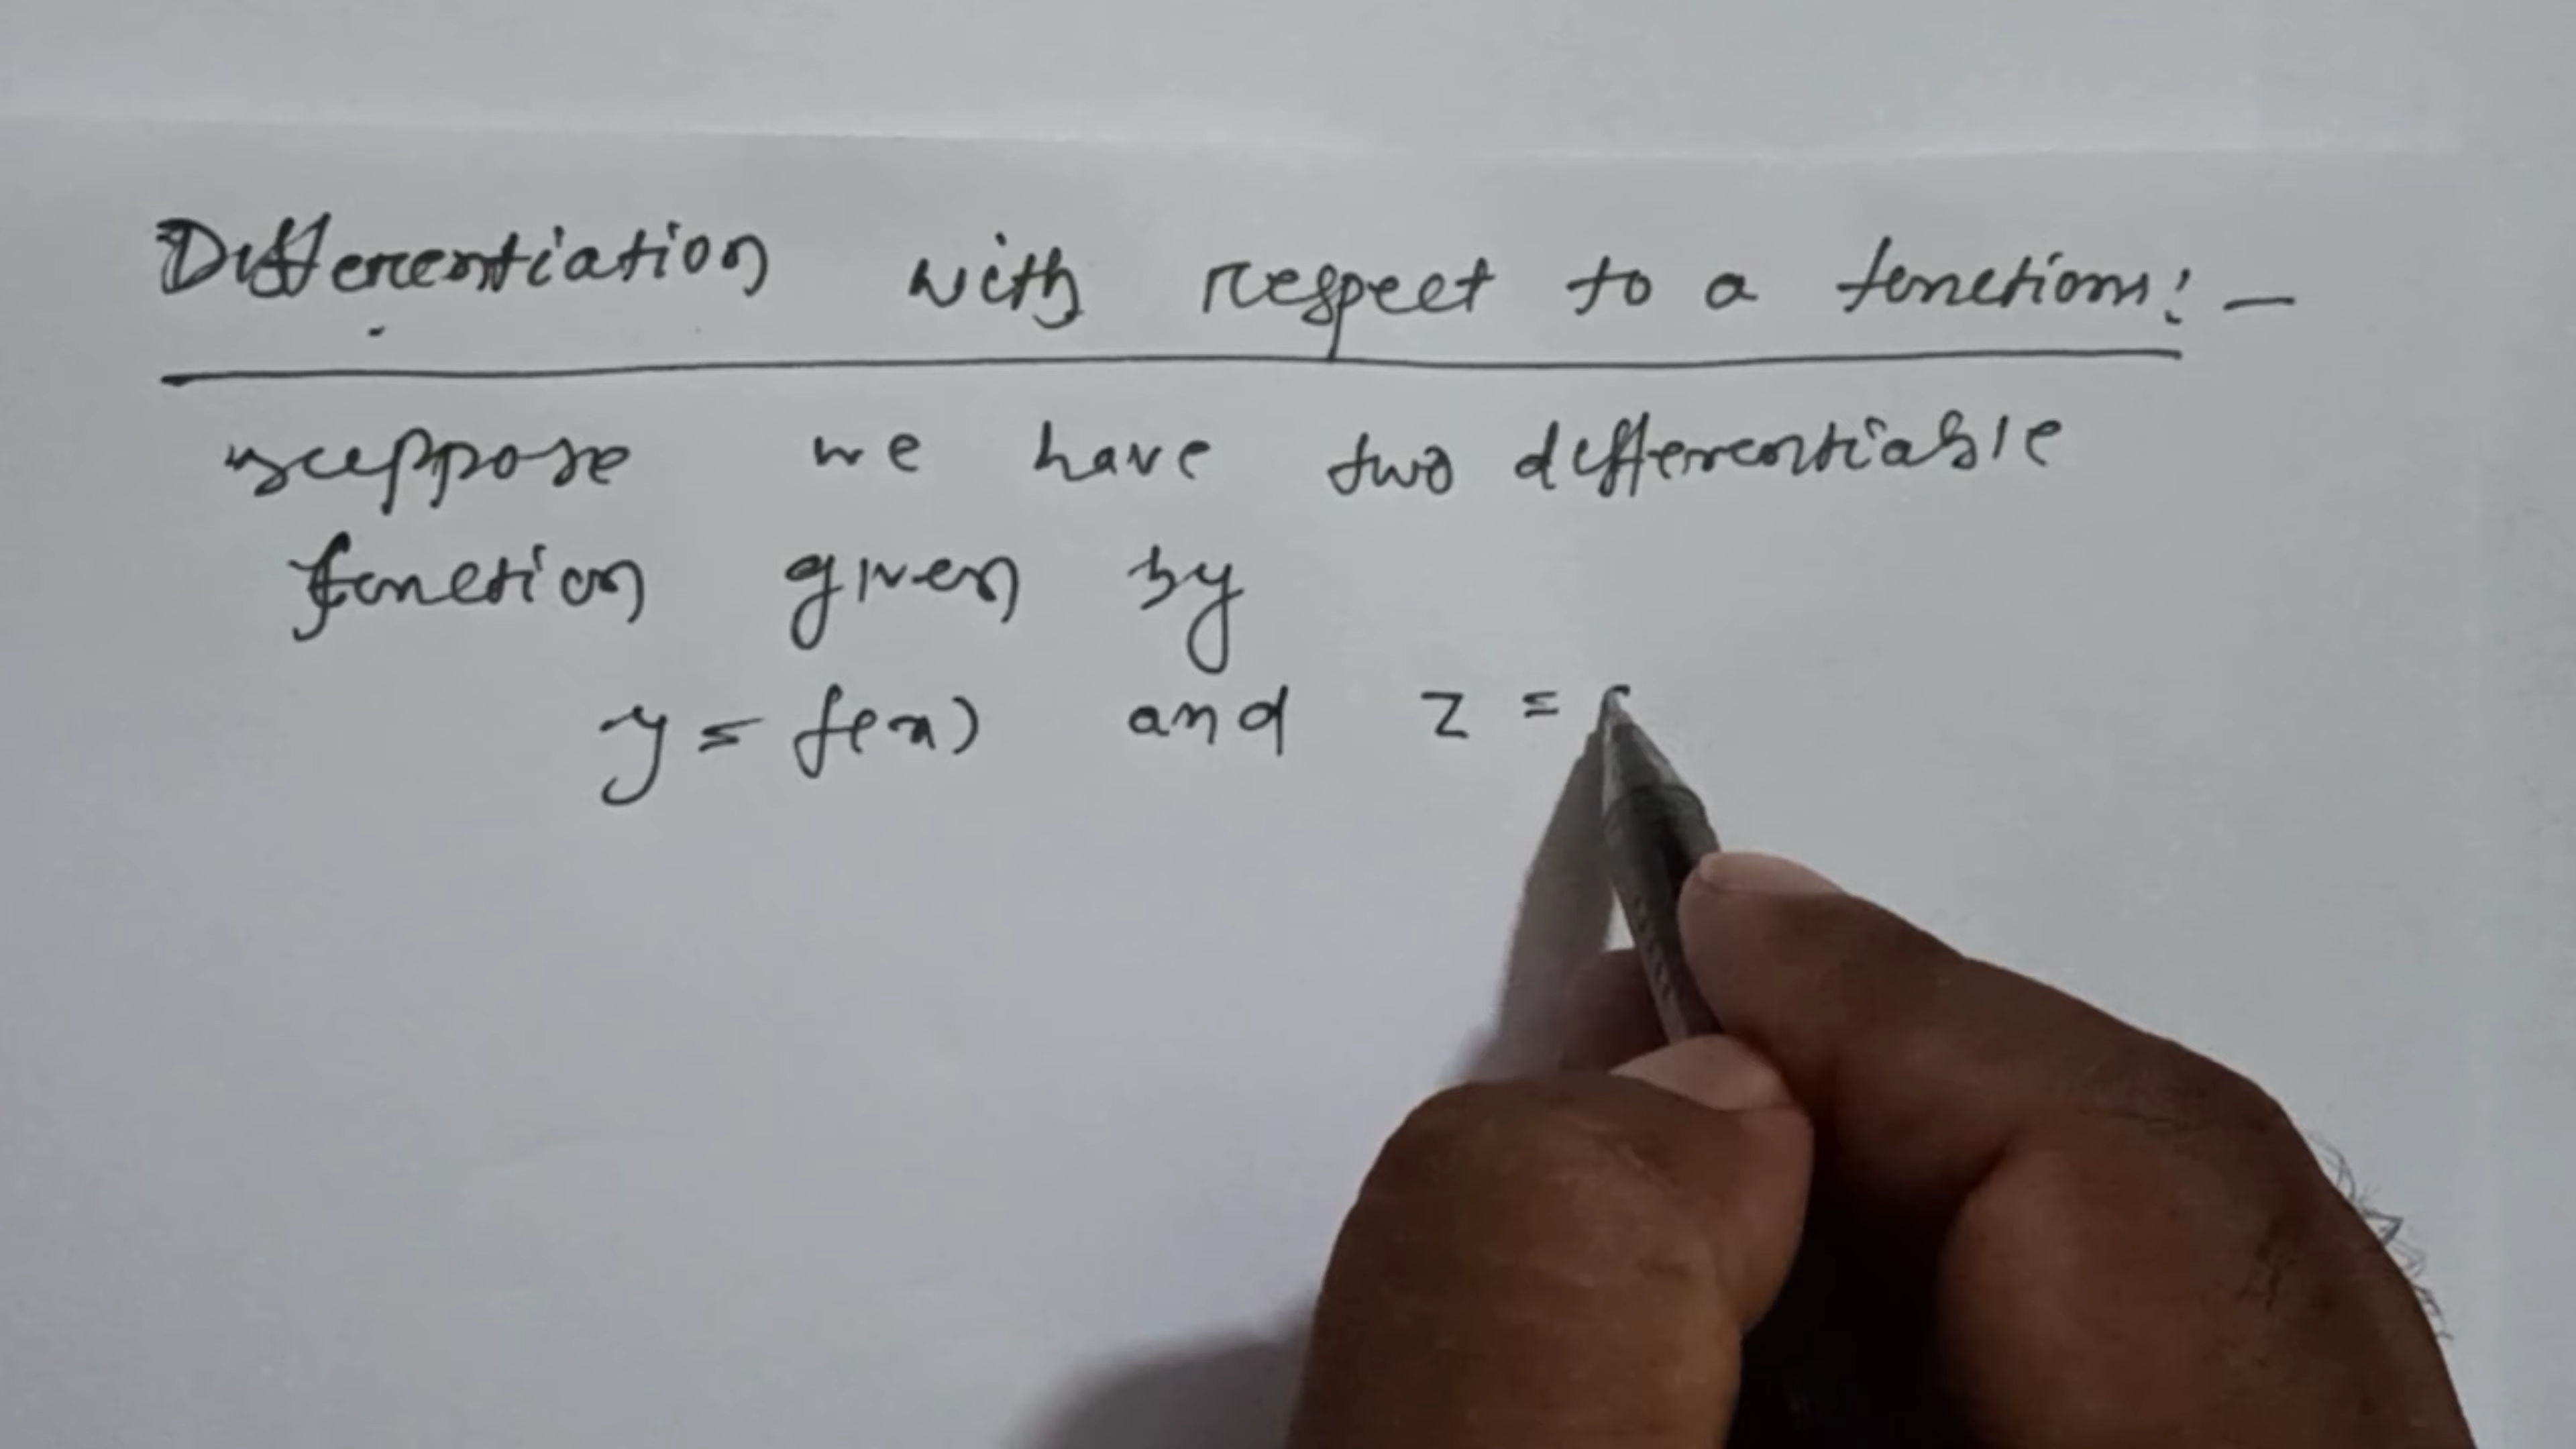 Differentiation with respect to a functions: -
suppose we have two differentiable
function given by
y = f(x) and z =